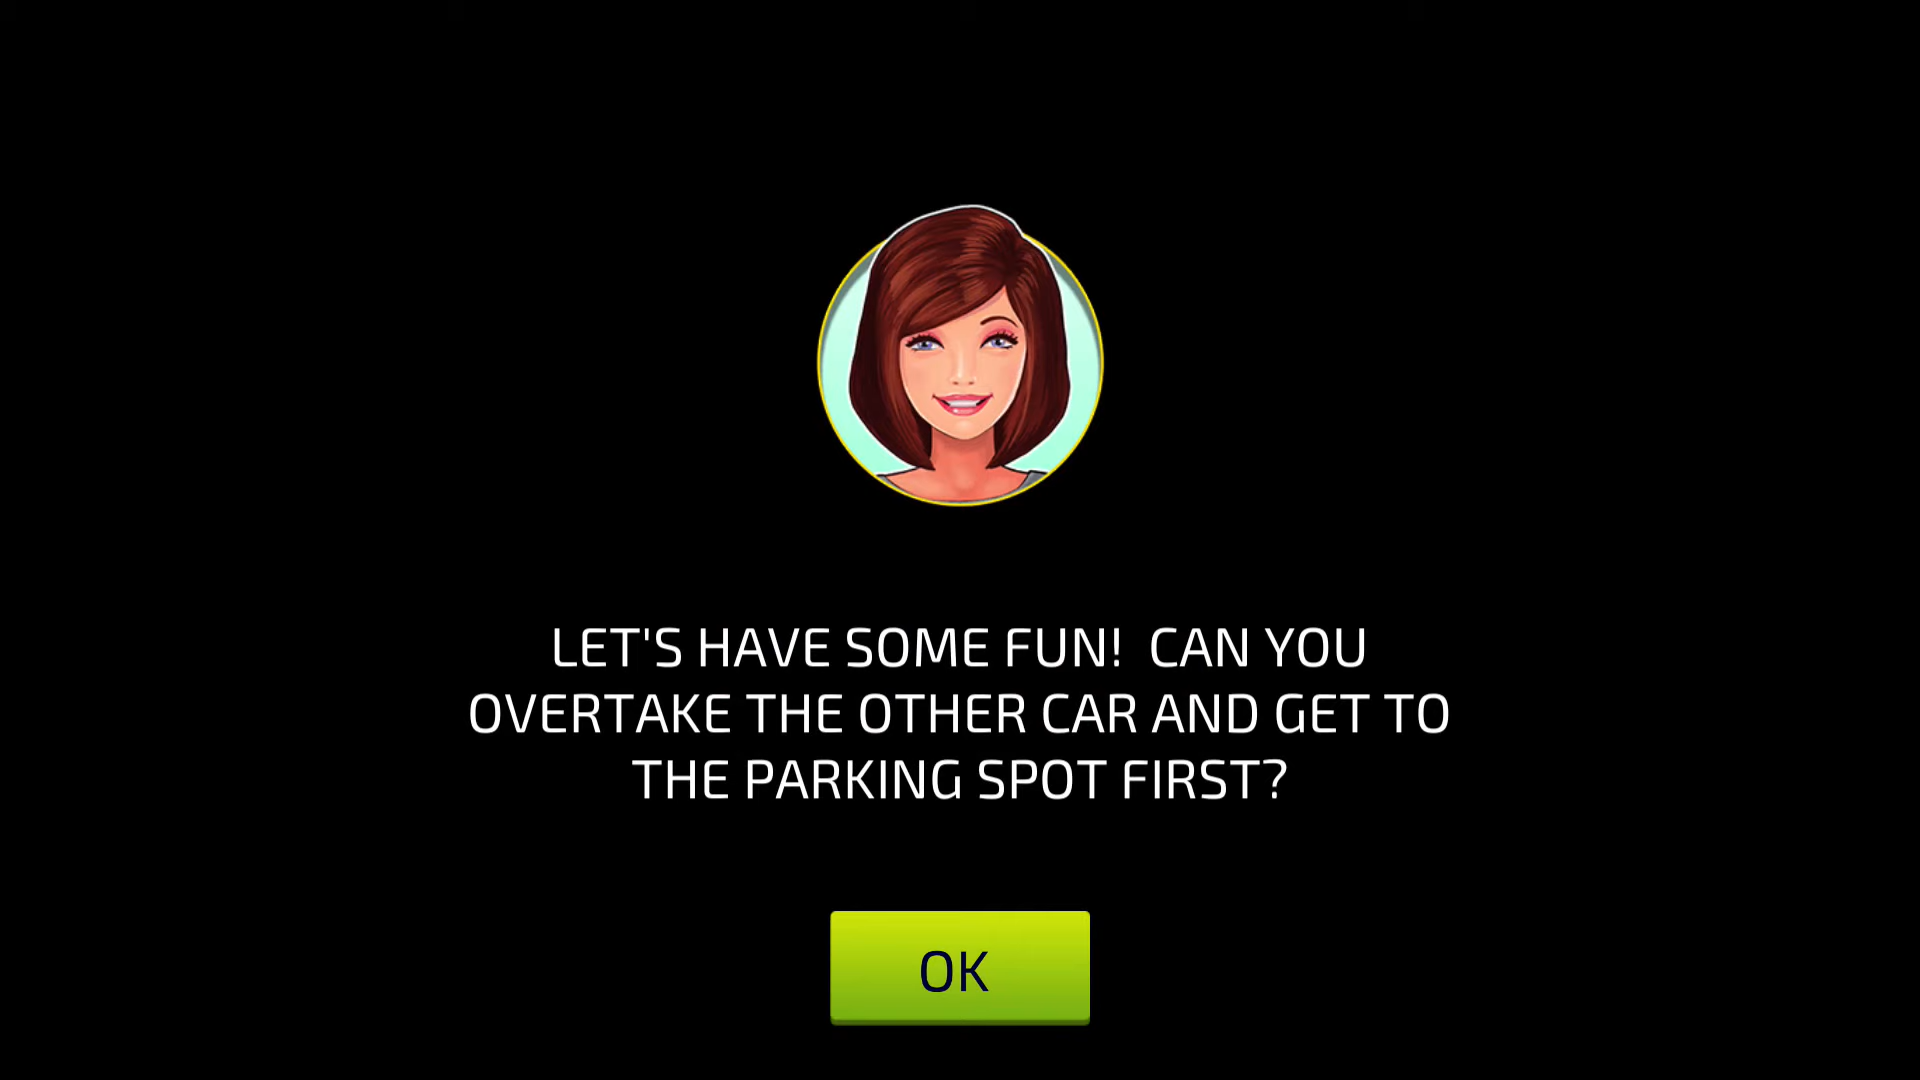 LET'S HAVE SOME FUN!  CAN YOU
OVERTAKE THE OTHER CAR AND GET TO
THE PARKING SPOT FIRST?
OK